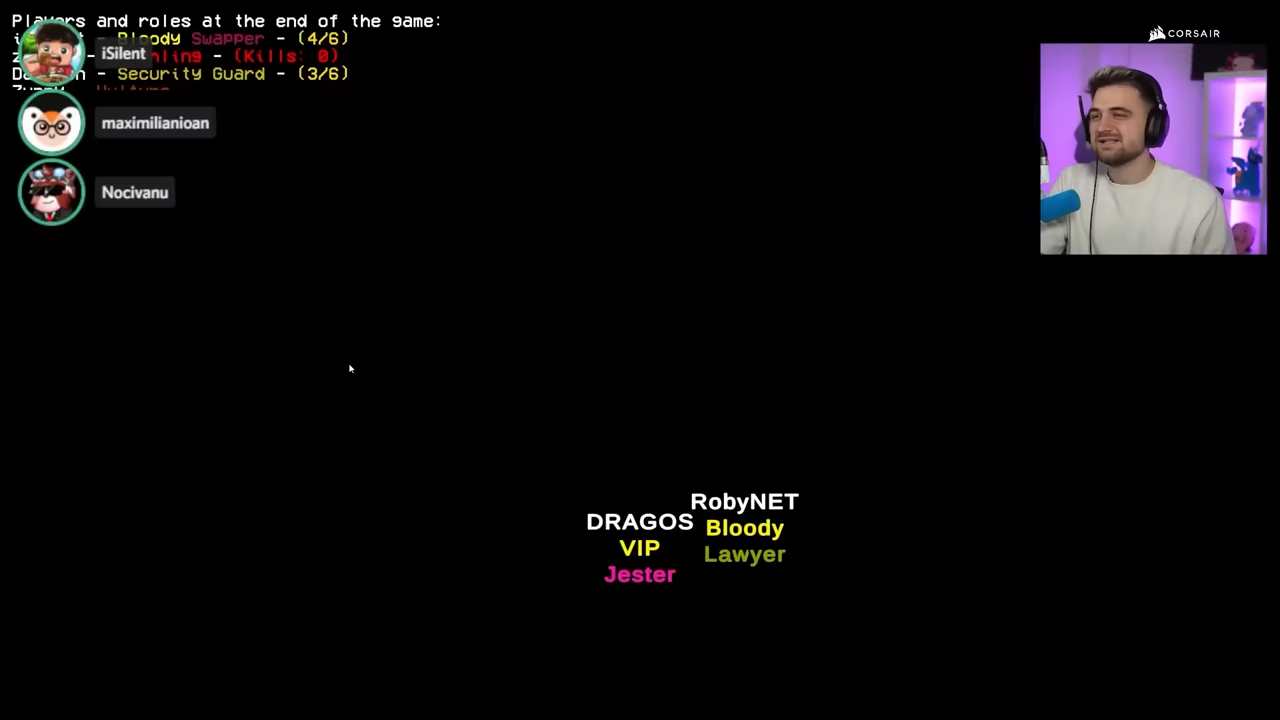 Players and roles at the end of the game:
Bloody Swapper - (4/6)
- (Kills: 0)
Security Guard - (3/6)
iSilent
maximilianioan
Nocivanu
CORSAIR
RobyNET
Bloody
Lawyer
DRAGOS
VIP
Jester